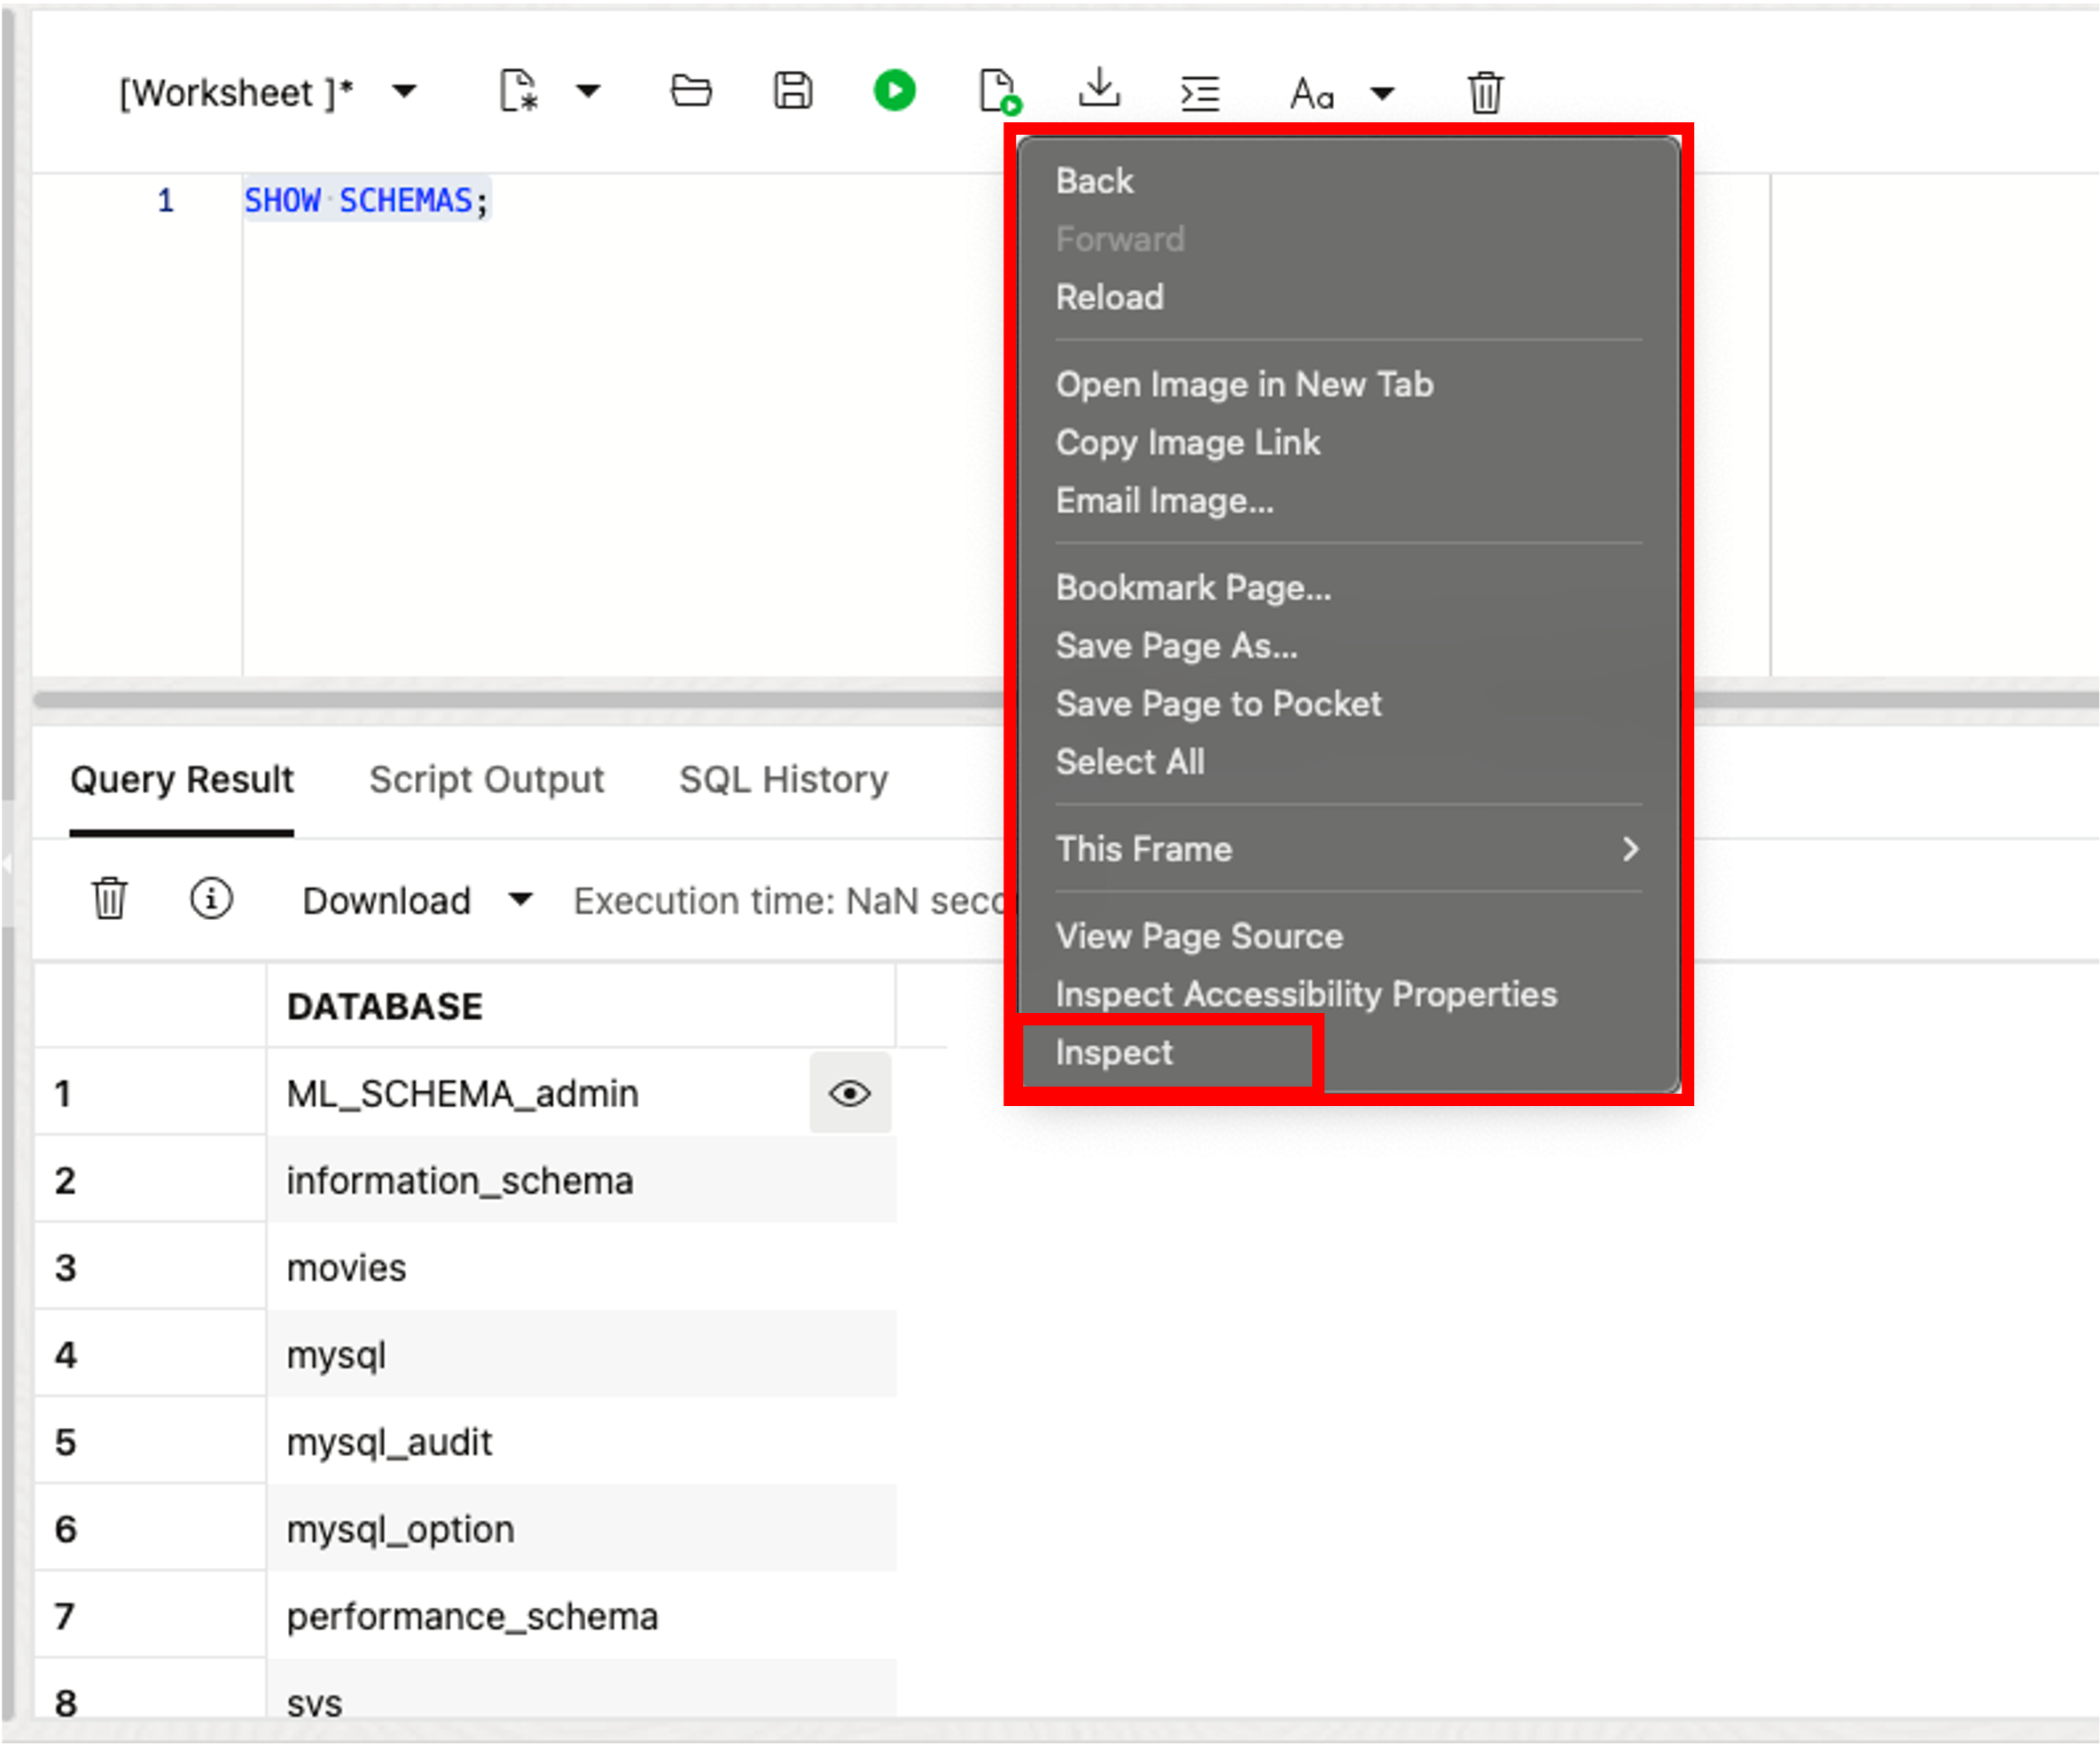 [Worksheet ]*
Aa
1 SHOW SCHEMAS;
Back
Forward
Reload
Open Image in New Tab
Copy Image Link
Email Image...
Bookmark Page...
Save Page As...
Save Page to Pocket
Select All
This Frame
View Page Source
Inspect Accessibility Properties
Inspect
Query Result Script Output SQL History
Download Execution time: NaN seco
DATABASE
1 ML_SCHEMA_admin
2 information_schema
3 movies
4 mysql
5 mysql_audit
6 mysql_option
7 performance_schema
8 sys